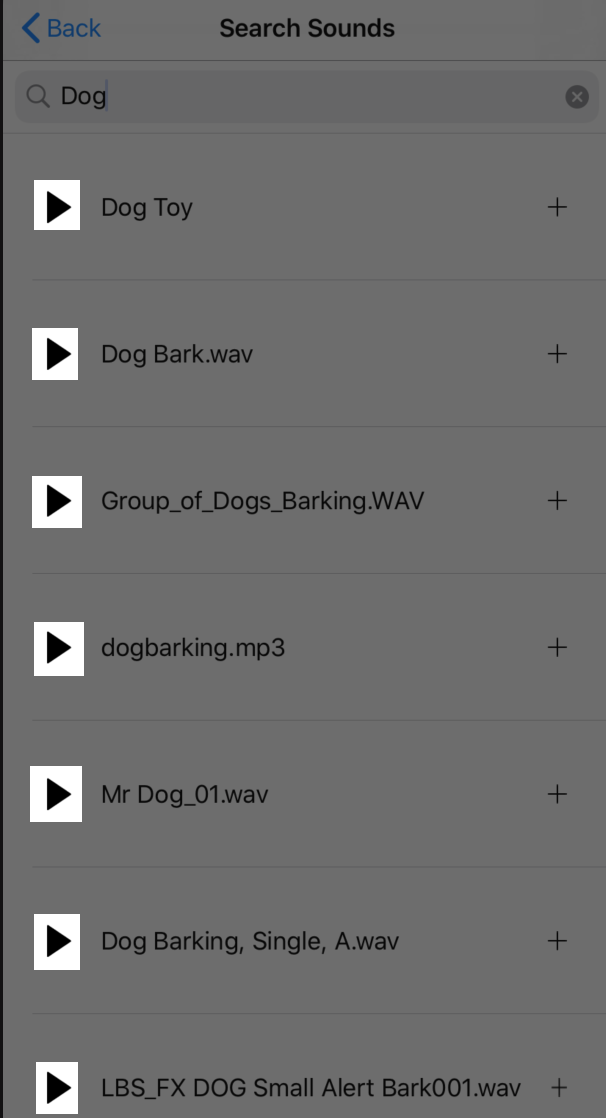 Back
Search Sounds
Dog
Dog Toy
Dog Bark.wav
Group_of_Dogs_Barking.WAV
dogbarking.mp3
Mr Dog_01.wav
Dog Barking, Single, A.wav
LBS_FX DOG Small Alert Bark001.wav